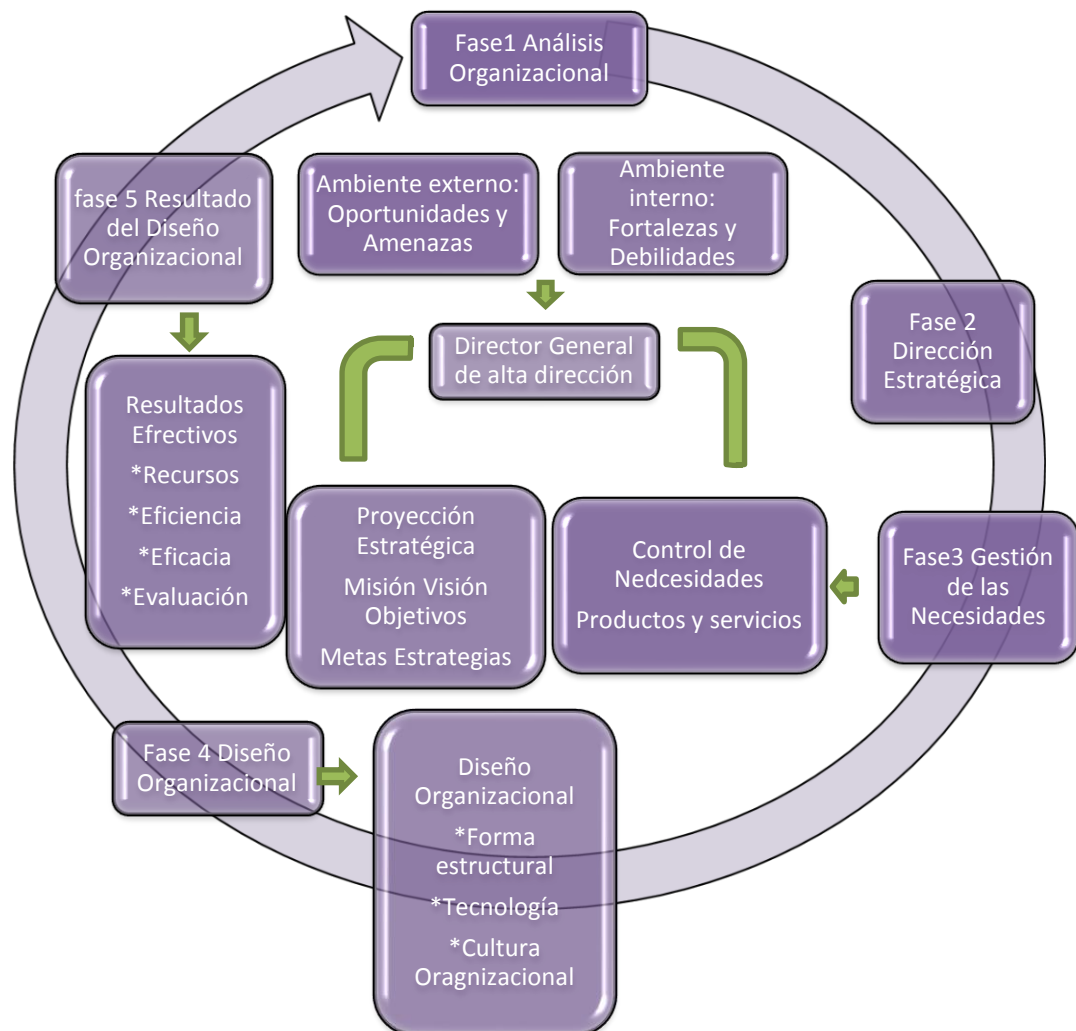 Fase1 Análisis
Organizacional
Ambiente externo:
Oportunidades y
Amenazas
Ambiente
interno:
Fortalezas y
Debilidades
fase 5 Resultado
del Diseño
Organizacional
Director General
de alta dirección
Fase 2
Dirección
Estratégica
Resultados
Efrectivos
*Recursos
*Eficiencia
*Eficacia
*Evaluación
Proyección
Estratégica
Misión Visión
Objetivos
Metas Estrategias
Control de
Nedcesidades
Productos y servicios
Fase3 Gestión
de las
Necesidades
Fase 4 Diseño
Organizacional
Diseño
Organizacional
*Forma
estructural
*Tecnología
*Cultura
Oragnizacional